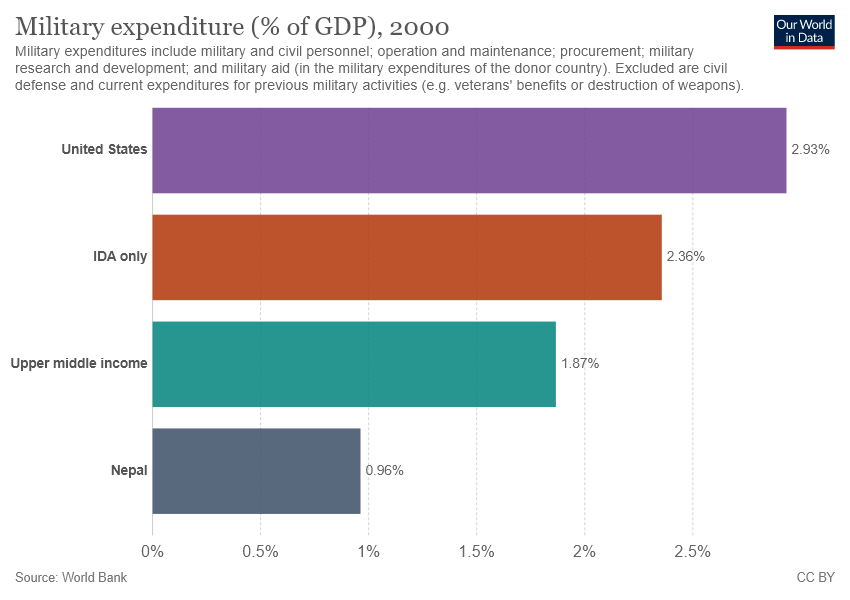 Military expenditure (% of GDP), 2000
Our World
in Data
Military expenditures include military and civil personnel; operation and maintenance; procurement; military
research and development; and military aid (in the military expenditures of the donor country). Excluded are civil
defense and current expenditures for previous military activities (e.g. veterans' benefits or destruction of weapons).
United States 2.93%
IDA only 2.36%
Upper middle income 1.87%
Nepal 0.96%
0% 0.5% 1% 1.5% 2% 2.5%
Source: World Bank CC BY